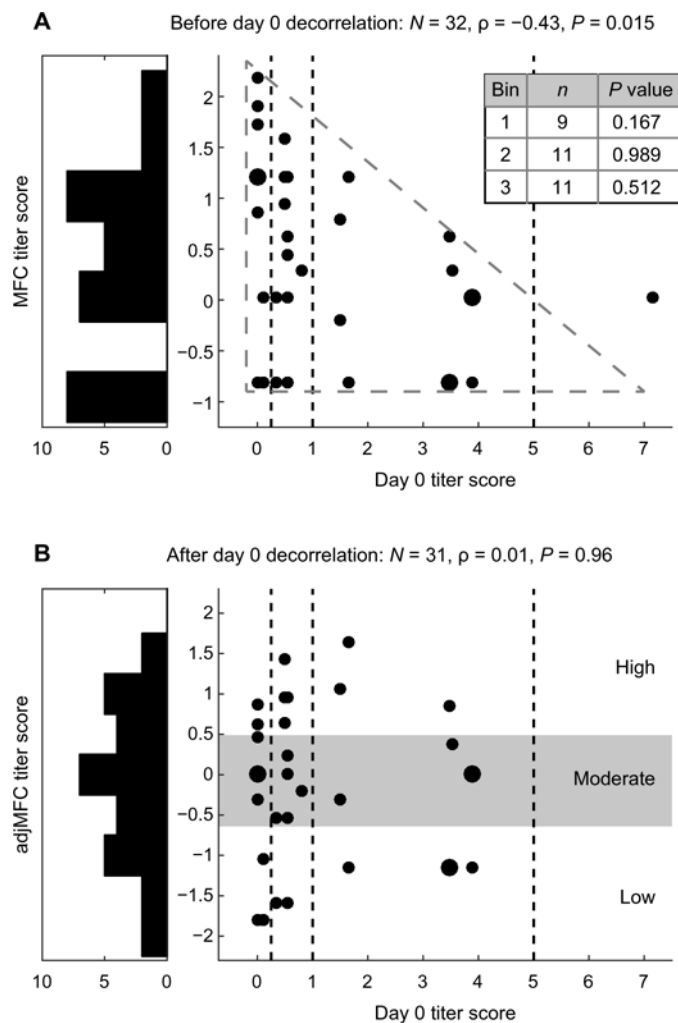 A
Before day 0 decorrelation: N = 32, ρ = −0.43, P = 0.015
MFC titer score
2
1.5
1
0.5
0
−0.5
−1
Bin n P value
1 9 0.167
2 11 0.989
3 11 0.512
10 5 0
0 1 2 3 4 5 6 7
Day 0 titer score
B
After day 0 decorrelation: N = 31, ρ = 0.01, P = 0.96
adjMFC titer score
2
1.5
1
0.5
0
−0.5
−1
−1.5
−2
High
Moderate
Low
10 5 0
0 1 2 3 4 5 6 7
Day 0 titer score